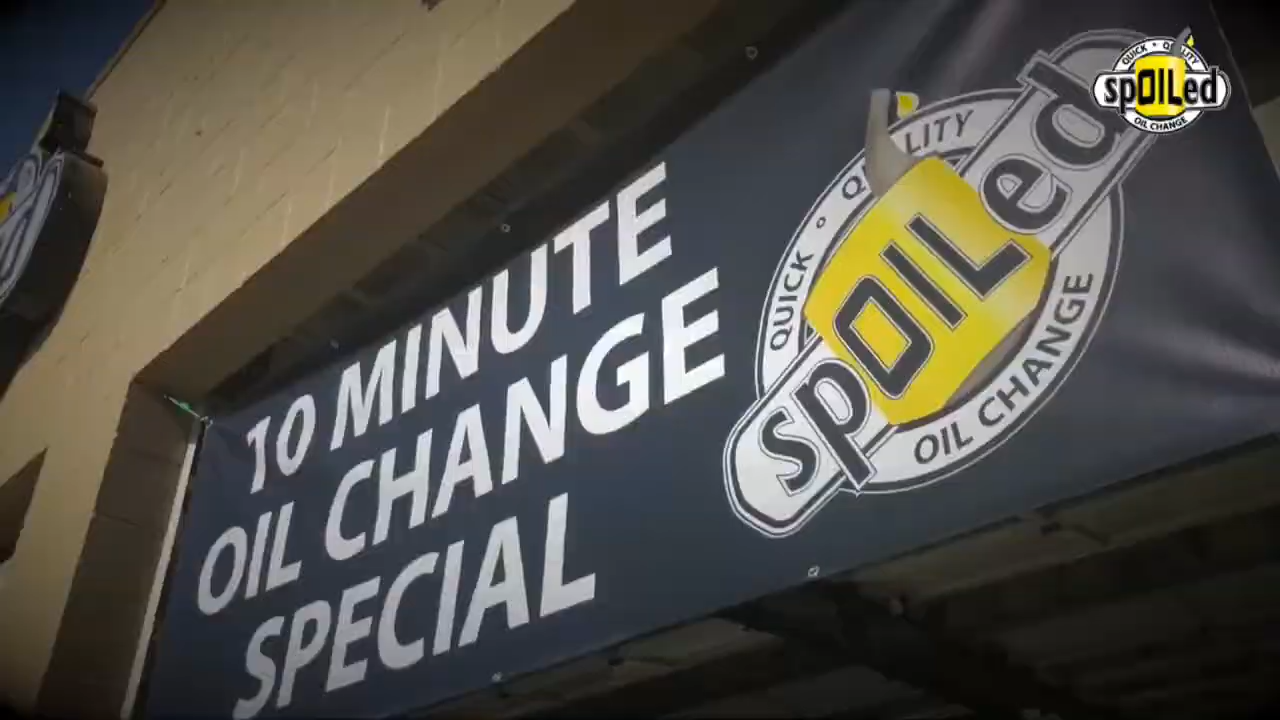 10 MINUTE
OIL CHANGE
SPECIAL
QUICK ° QUALITY
spOILed
OIL CHANGE
QUICK • QUALITY
spOILed
OIL CHANGE